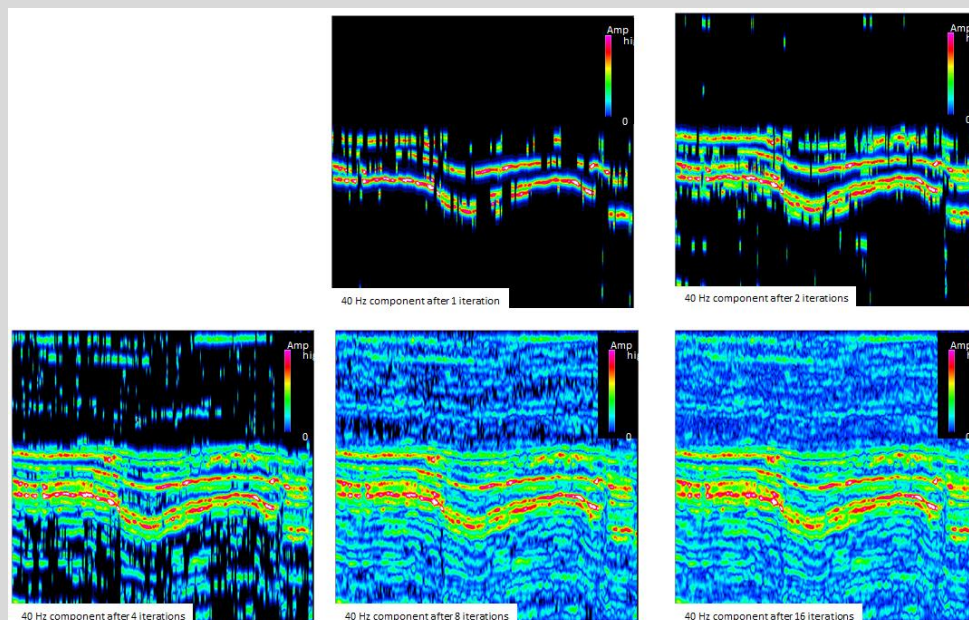 Amp
hi
0
40 Hz component after 1 iteration
Amp
h
0
40 Hz component after 2 iterations
Amp
hi
0
40 Hz component after 4 iterations
Amp
hi
0
40 Hz component after 8 iterations
Amp
hi
0
40 Hz component after 16 iterations